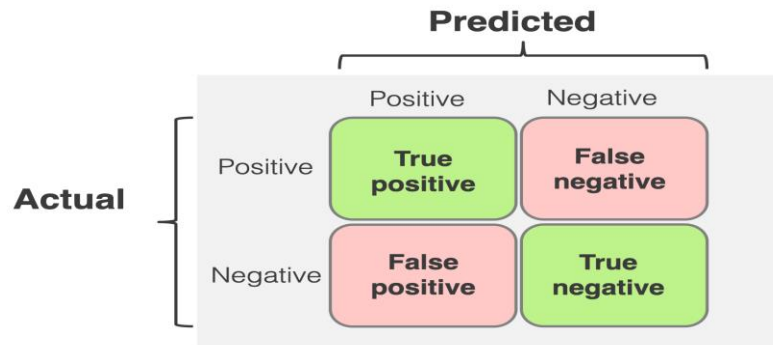 Predicted
Positive Negative
Positive
True
positive
False
negative
Actual
Negative
False
positive
True
negative